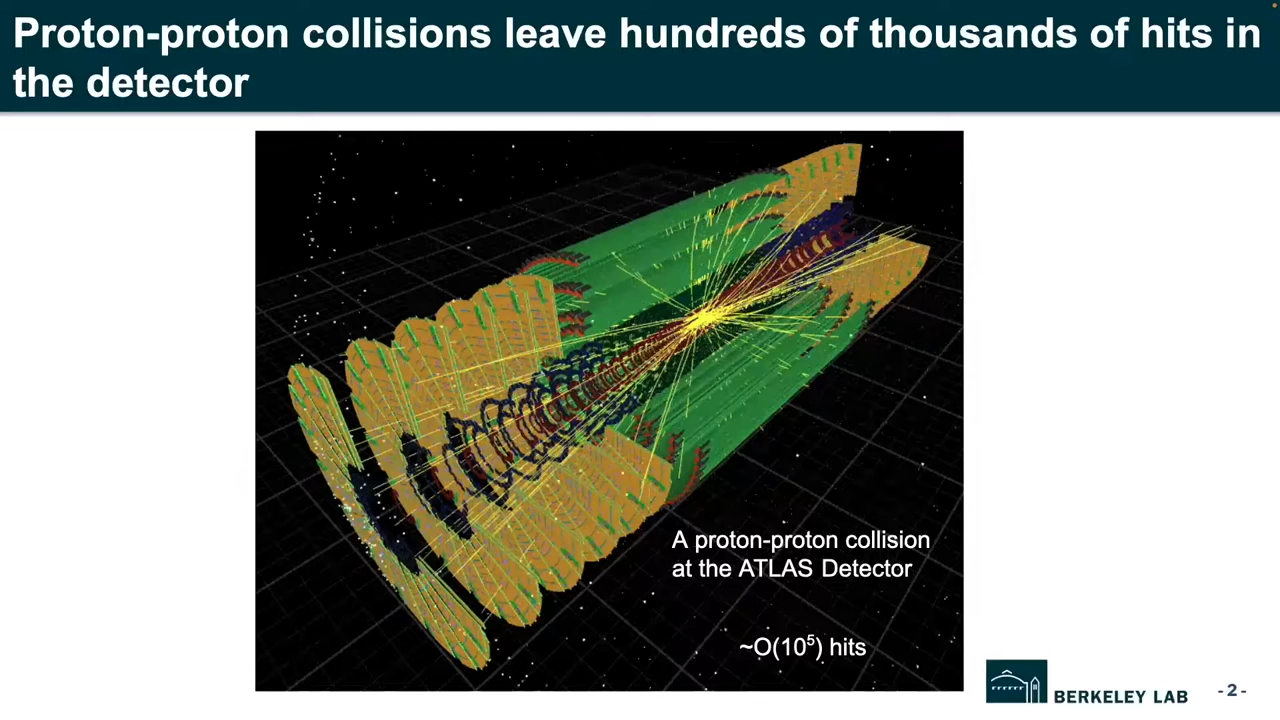 Proton-proton collisions leave hundreds of thousands of hits in
the detector
A proton-proton collision
at the ATLAS Detector
~O(10⁵) hits
BERKELEY LAB
- 2 -